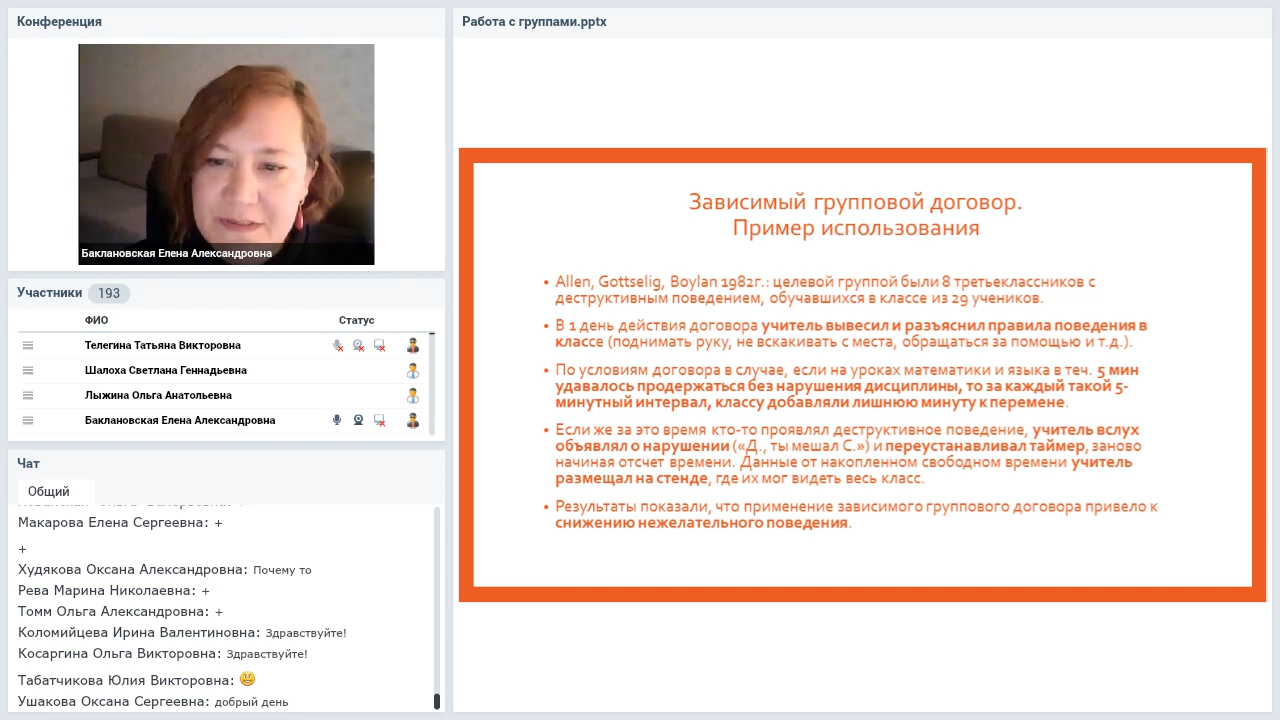 Конференция
Баклановская Елена Александровна
Участники 193
ФИО Статус
Телегина Татьяна Викторовна
Шалоха Светлана Геннадьевна
Лыжина Ольга Анатольевна
Баклановская Елена Александровна
Чат
Общий
Макарова Елена Сергеевна: +
+
Худякова Оксана Александровна: Почему то
Рева Марина Николаевна: +
Томм Ольга Александровна: +
Коломийцева Ирина Валентиновна: Здравствуйте!
Косаргина Ольга Викторовна: Здравствуйте!
Табатчикова Юлия Викторовна:
Ушакова Оксана Сергеевна: добрый день
Работа с группами.pptx
Зависимый групповой договор.
Пример использования
• Allen, Gottselig, Boylan 1982г.: целевой группой были 8 третьеклассников с
деструктивным поведением, обучавшихся в классе из 29 учеников.
• В 1 день действия договора учитель вывесил и разъяснил правила поведения в
классе (поднимать руку, не вскакивать с места, обращаться за помощью и т.д.).
• По условиям договора в случае, если на уроках математики и языка в теч. 5 мин
удавалось продержаться без нарушения дисциплины, то за каждый такой 5-
минутный интервал, классу добавляли лишнюю минуту к перемене.
• Если же за это время кто-то проявлял деструктивное поведение, учитель вслух
объявлял о нарушении («Д., ты мешал С.») и переустанавливал таймер, заново
начиная отсчет времени. Данные от накопленном свободном времени учитель
размещал на стенде, где их мог видеть весь класс.
• Результаты показали, что применение зависимого группового договора привело к
снижению нежелательного поведения.